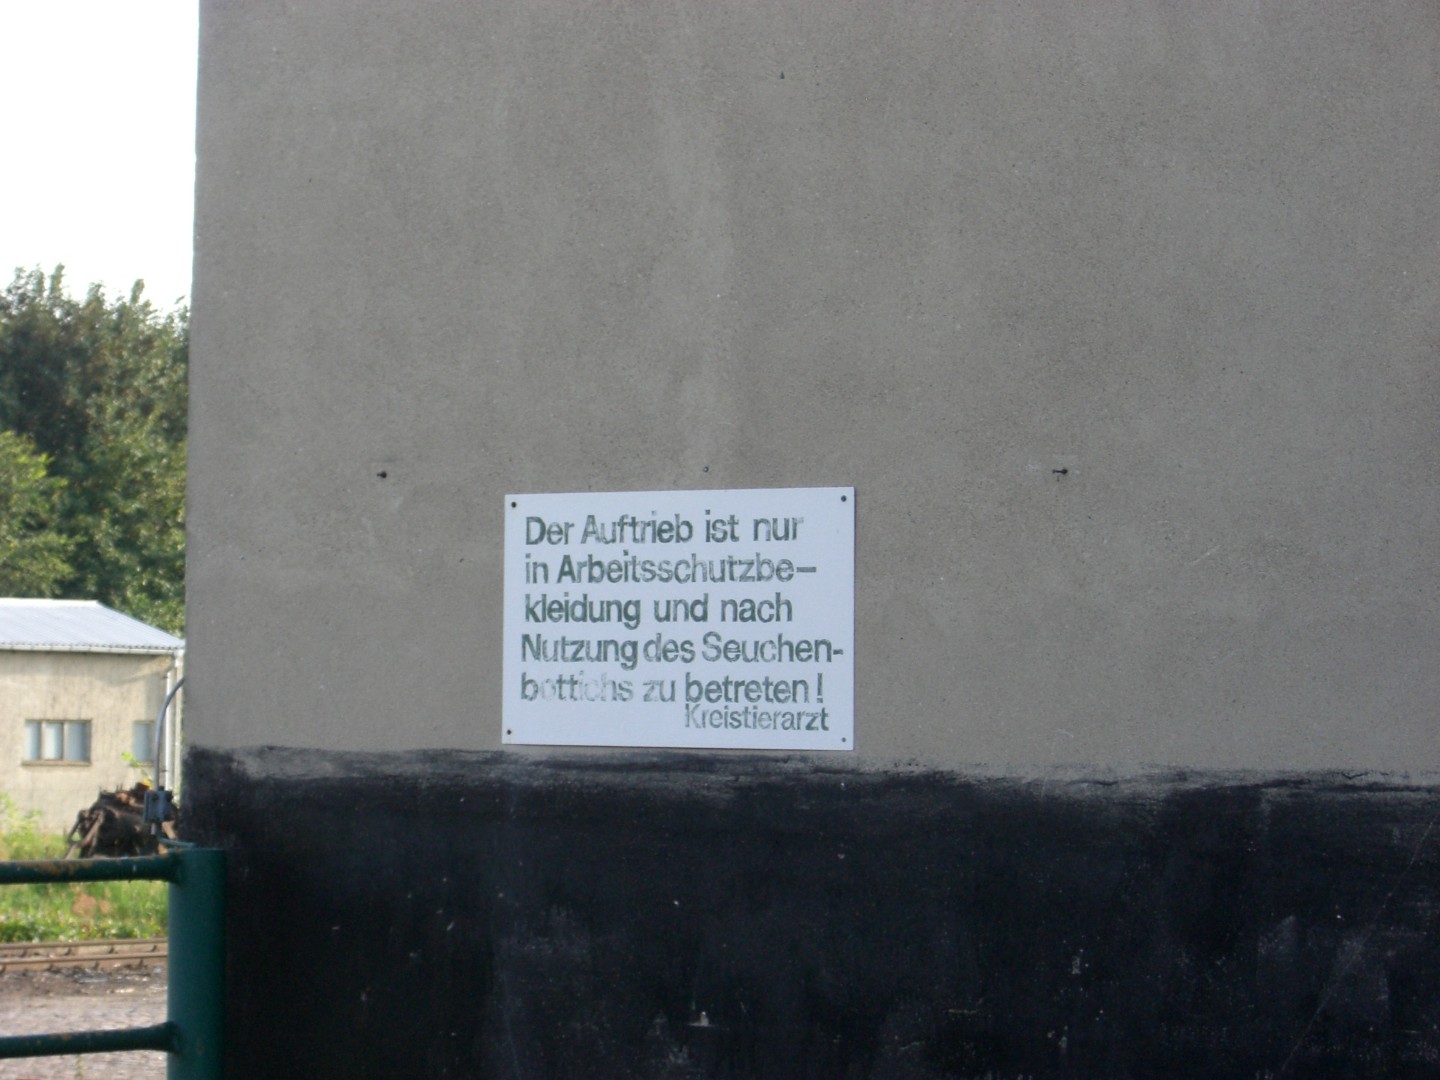 Der Auftrieb ist nur
in Arbeitsschutzbe-
kleidung und nach
Nutzung des Seuchen-
bottichs zu betreten!
Kreistierarzt